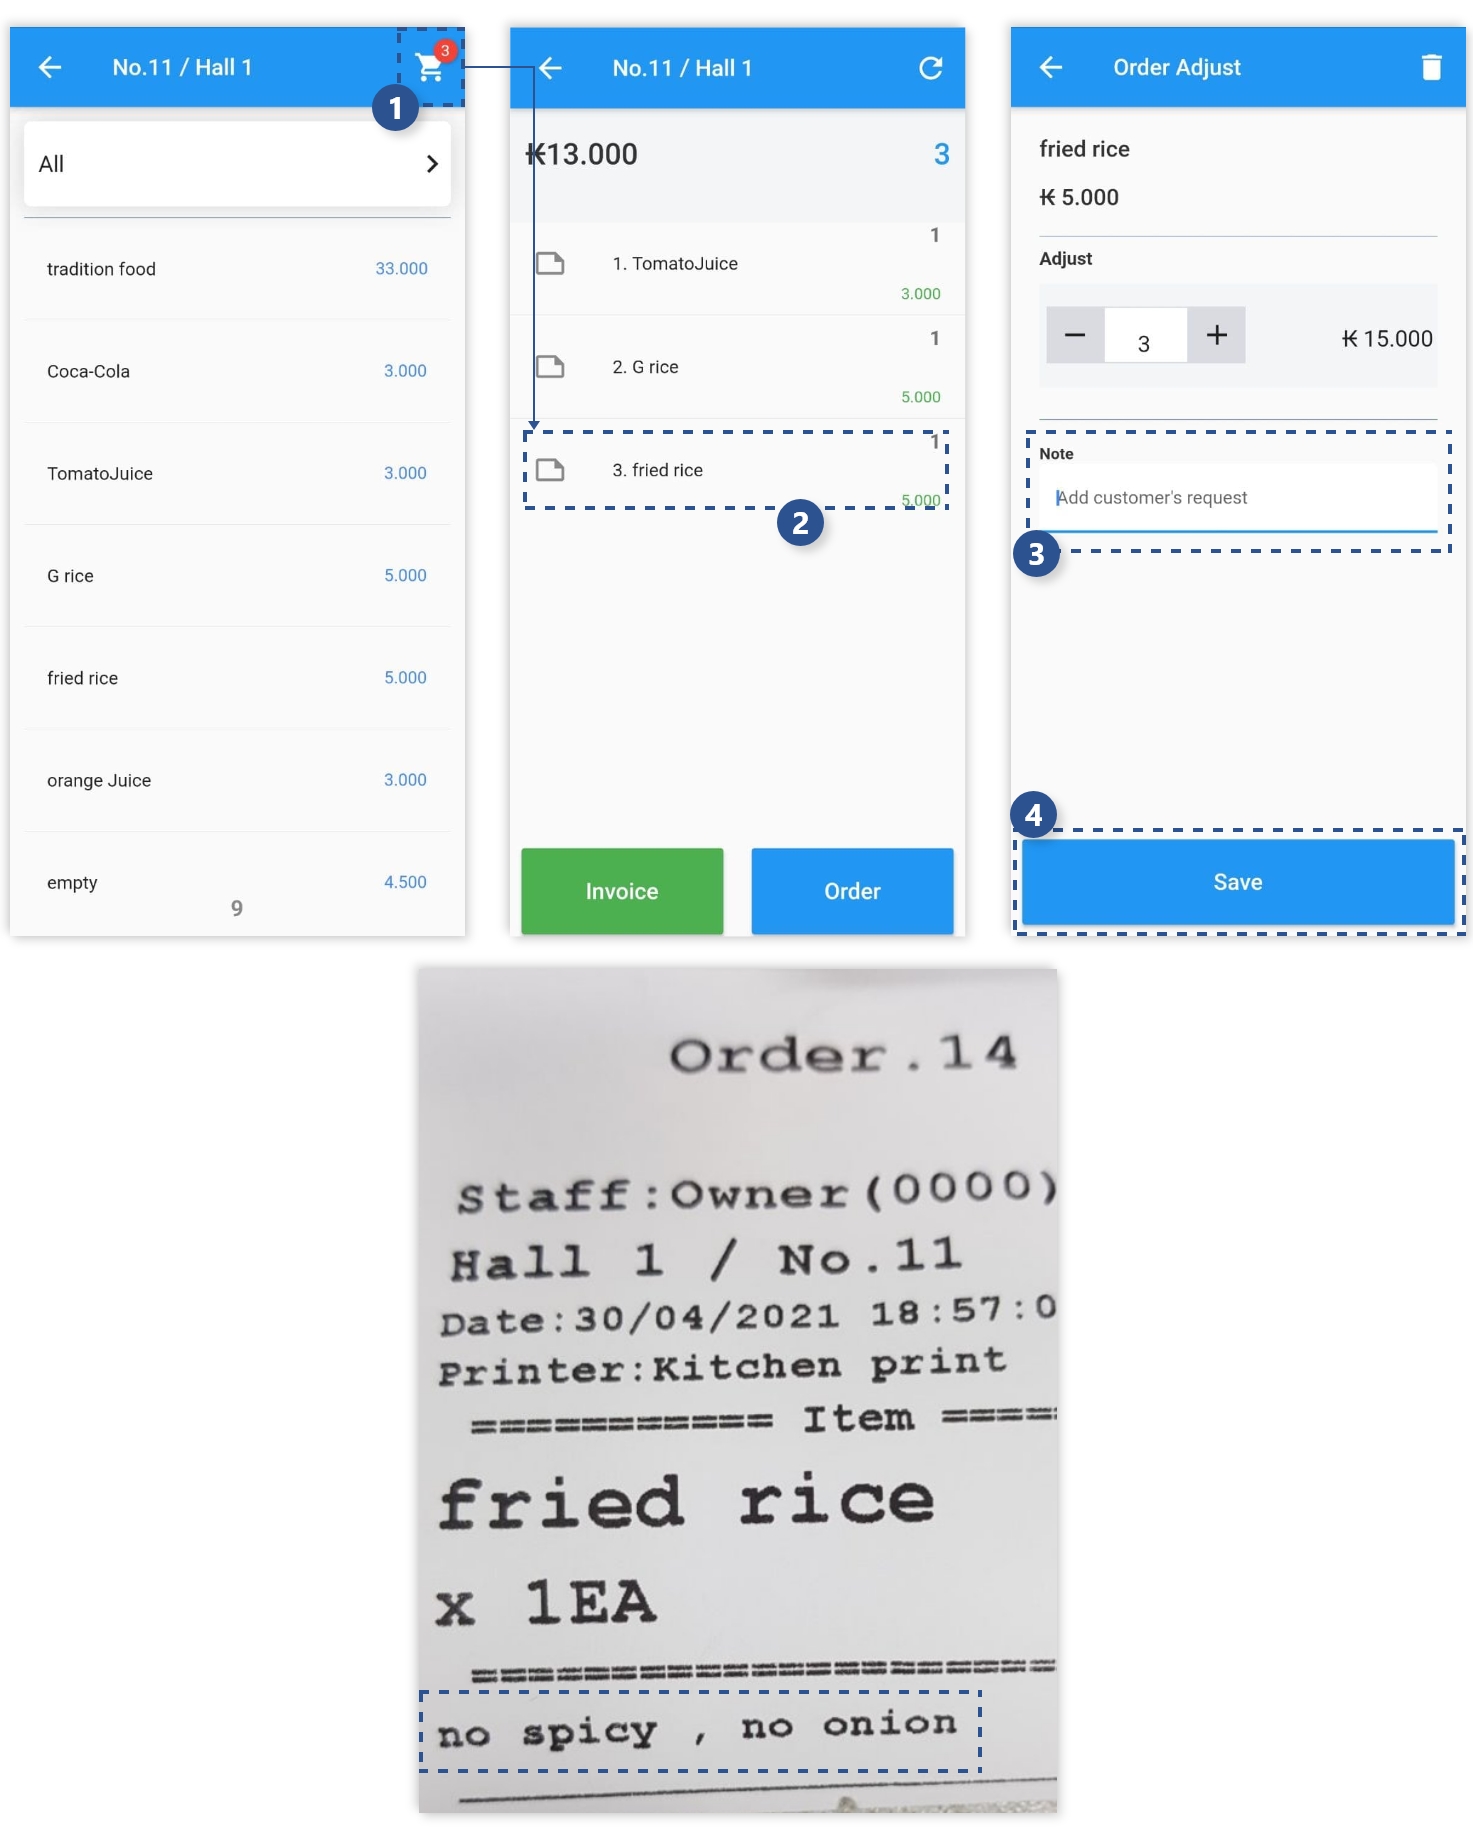 No.11 / Hall 1
3
1
All
tradition food 33.000
Coca-Cola 3.000
TomatoJuice 3.000
G rice 5.000
fried rice 5.000
orange Juice 3.000
empty 4.500
9
No.11 / Hall 1
₭13.000 3
1
1. TomatoJuice
3.000
1
2. G rice
5.000
1
3. fried rice
5.000
2
Invoice Order
Order Adjust
fried rice
₭ 5.000
Adjust
− 3 + ₭ 15.000
Note
Add customer's request
3
4
Save
Order.14
Staff:Owner(0000)
Hall 1 / No.11
Date:30/04/2021 18:57:0
Printer:Kitchen print
=========== Item ====
fried rice
x 1EA
=====================
no spicy , no onion